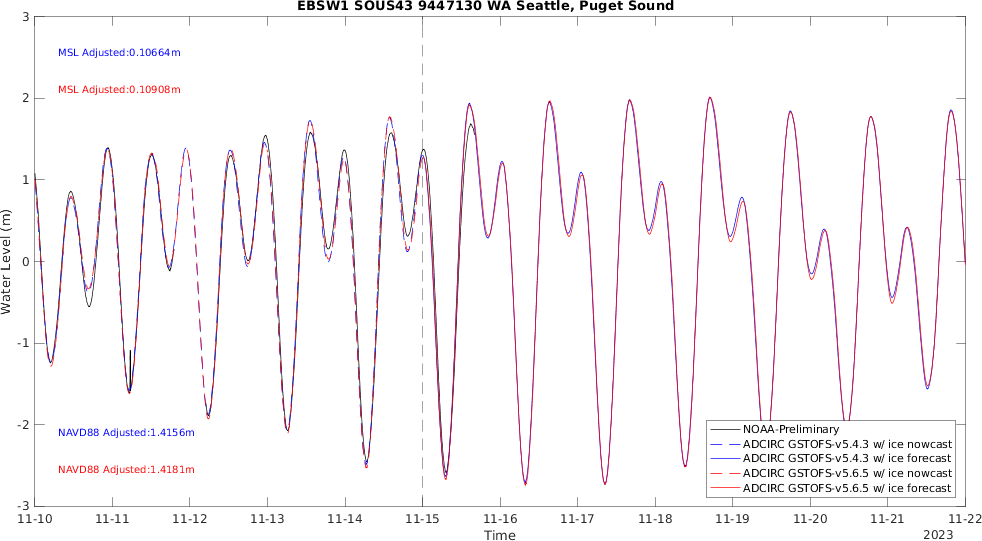 EBSW1 SOUS43 9447130 WA Seattle, Puget Sound
3
2
1
0
-1
-2
-3
Water Level (m)
MSL Adjusted:0.10664m
MSL Adjusted:0.10908m
NAVD88 Adjusted:1.4156m
NAVD88 Adjusted:1.4181m
NOAA-Preliminary
ADCIRC GSTOFS-v5.4.3 w/ ice nowcast
ADCIRC GSTOFS-v5.4.3 w/ ice forecast
ADCIRC GSTOFS-v5.6.5 w/ ice nowcast
ADCIRC GSTOFS-v5.6.5 w/ ice forecast
11-10 11-11 11-12 11-13 11-14 11-15 11-16 11-17 11-18 11-19 11-20 11-21 11-22
Time
2023